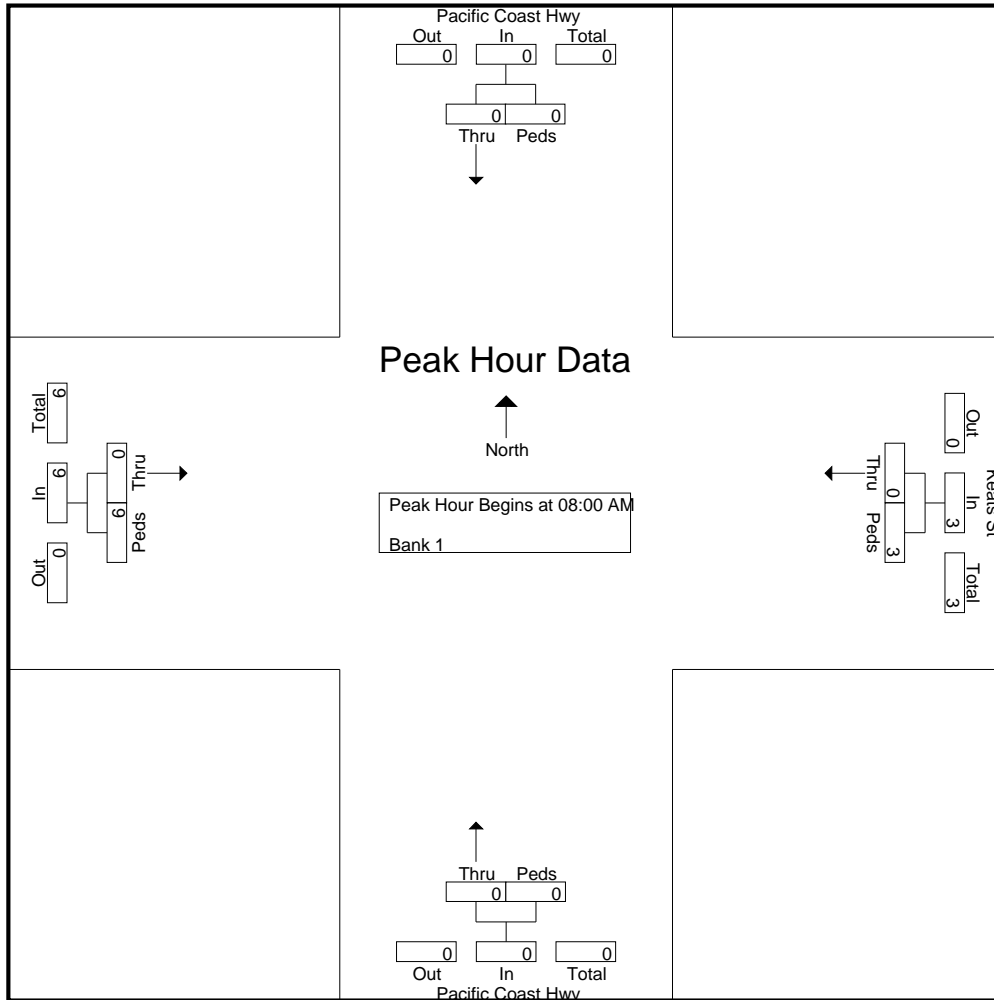 Pacific Coast Hwy
Out In Total
0 0 0
0 0
Thru Peds
Peak Hour Data
North
Peak Hour Begins at 08:00 AM
Bank 1
Out In Total
0 6 6
Thru Peds
0 6
Keats St
Out In Total
0 3 3
Thru Peds
0 3
Thru Peds
0 0
0 0 0
Out In Total
Pacific Coast Hwy